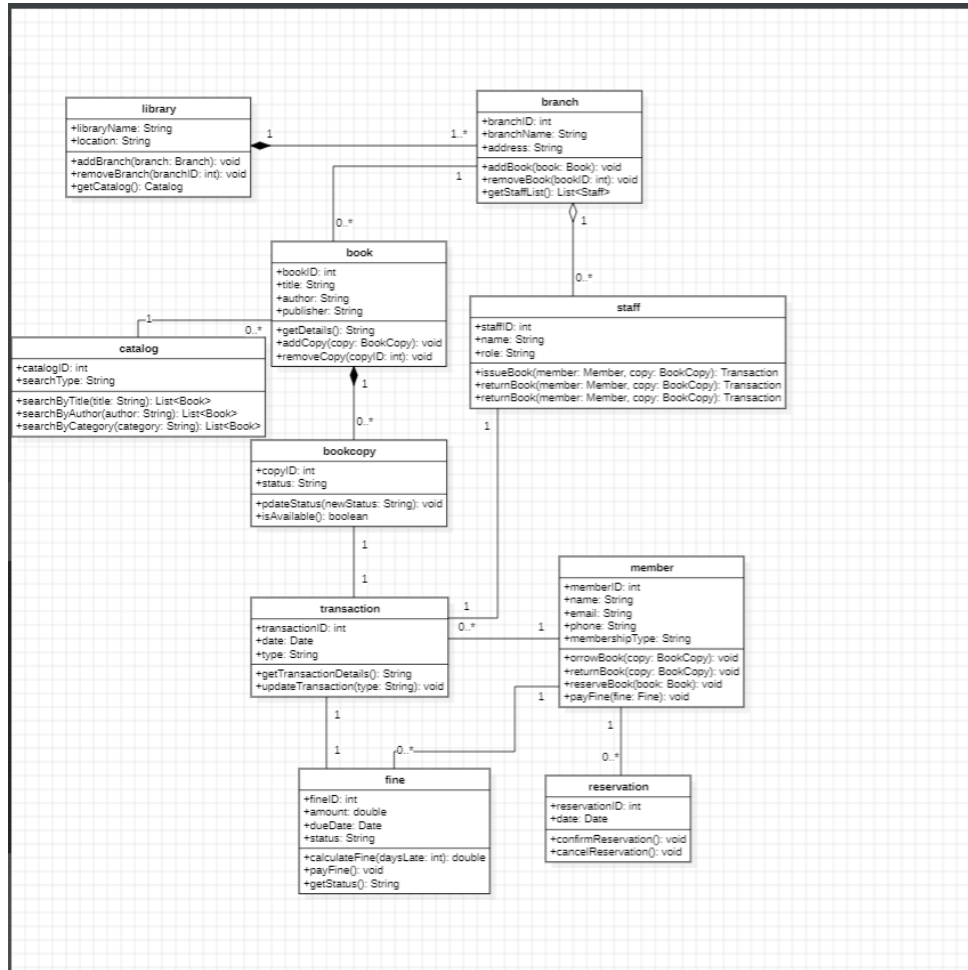 library
+libraryName: String
+location: String
+addBranch(branch: Branch): void
+removeBranch(branchID: int): void
+getCatalog(): Catalog
1
1..*
branch
+branchID: int
+branchName: String
+address: String
+addBook(book: Book): void
+removeBook(bookID: int): void
+getStaffList(): List<Staff>
1
0..*
1
0..*
book
+bookID: int
+title: String
+author: String
+publisher: String
+getDetails(): String
+addCopy(copy: BookCopy): void
+removeCopy(copyID: int): void
1
0..*
staff
+staffID: int
+name: String
+role: String
+issueBook(member: Member, copy: BookCopy): Transaction
+returnBook(member: Member, copy: BookCopy): Transaction
+returnBook(member: Member, copy: BookCopy): Transaction
catalog
+catalogID: int
+searchType: String
+searchByTitle(title: String): List<Book>
+searchByAuthor(author: String): List<Book>
+searchByCategory(category: String): List<Book>
1
0..*
1
bookcopy
+copyID: int
+status: String
+pdateStatus(newStatus: String): void
+isAvailable(): boolean
1
1
transaction
+transactionID: int
+date: Date
+type: String
+getTransactionDetails(): String
+updateTransaction(type: String): void
1
0..*
1
member
+memberID: int
+name: String
+email: String
+phone: String
+membershipType: String
+orrowBook(copy: BookCopy): void
+returnBook(copy: BookCopy): void
+reserveBook(book: Book): void
+payFine(fine: Fine): void
1
1
1
0..*
1
0..*
fine
+fineID: int
+amount: double
+dueDate: Date
+status: String
+calculateFine(daysLate: int): double
+payFine(): void
+getStatus(): String
reservation
+reservationID: int
+date: Date
+confirmReservation(): void
+cancelReservation(): void